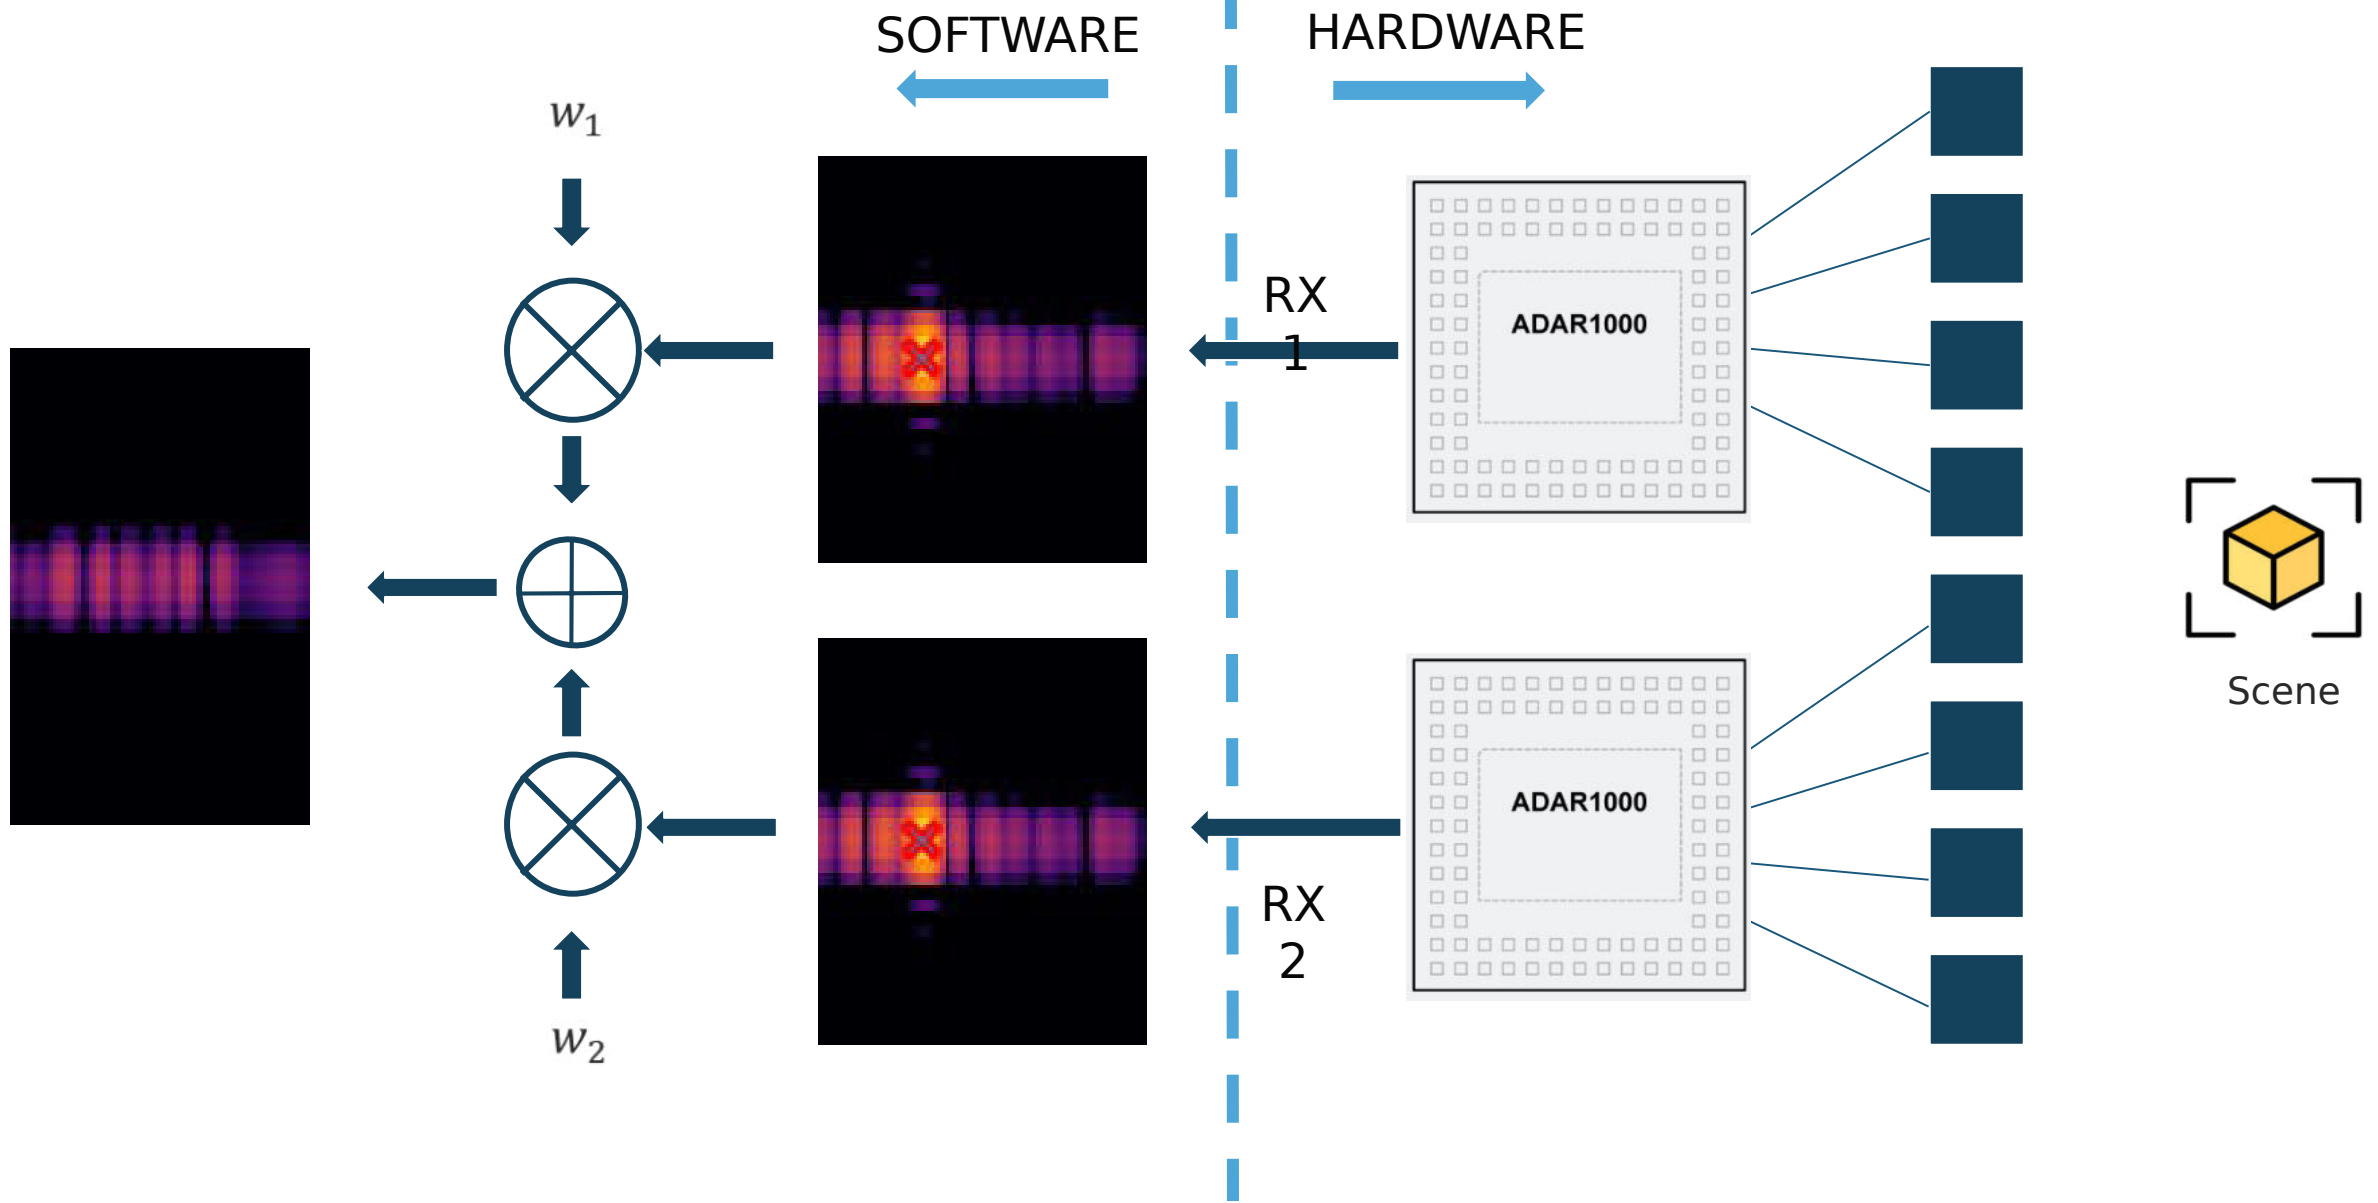 SOFTWARE
HARDWARE
w₁
RX
1
ADAR1000
Scene
ADAR1000
RX
2
w₂